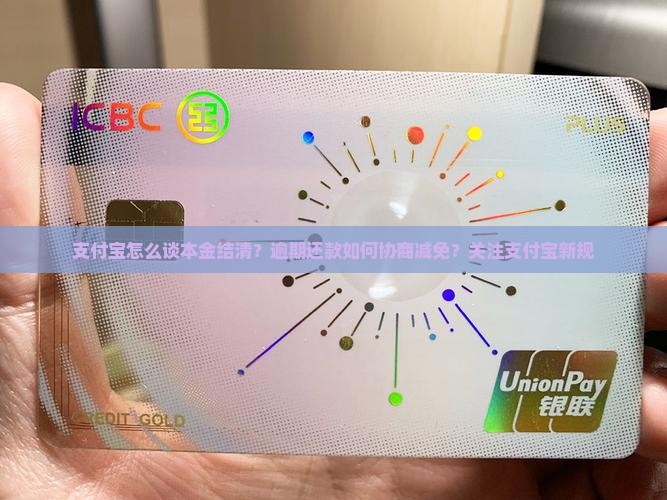 ICBC
PLUS
支付宝怎么谈本金结清？逾期还款如何协商减免？关注支付宝新规
UnionPay
银联
CREDIT GOLD